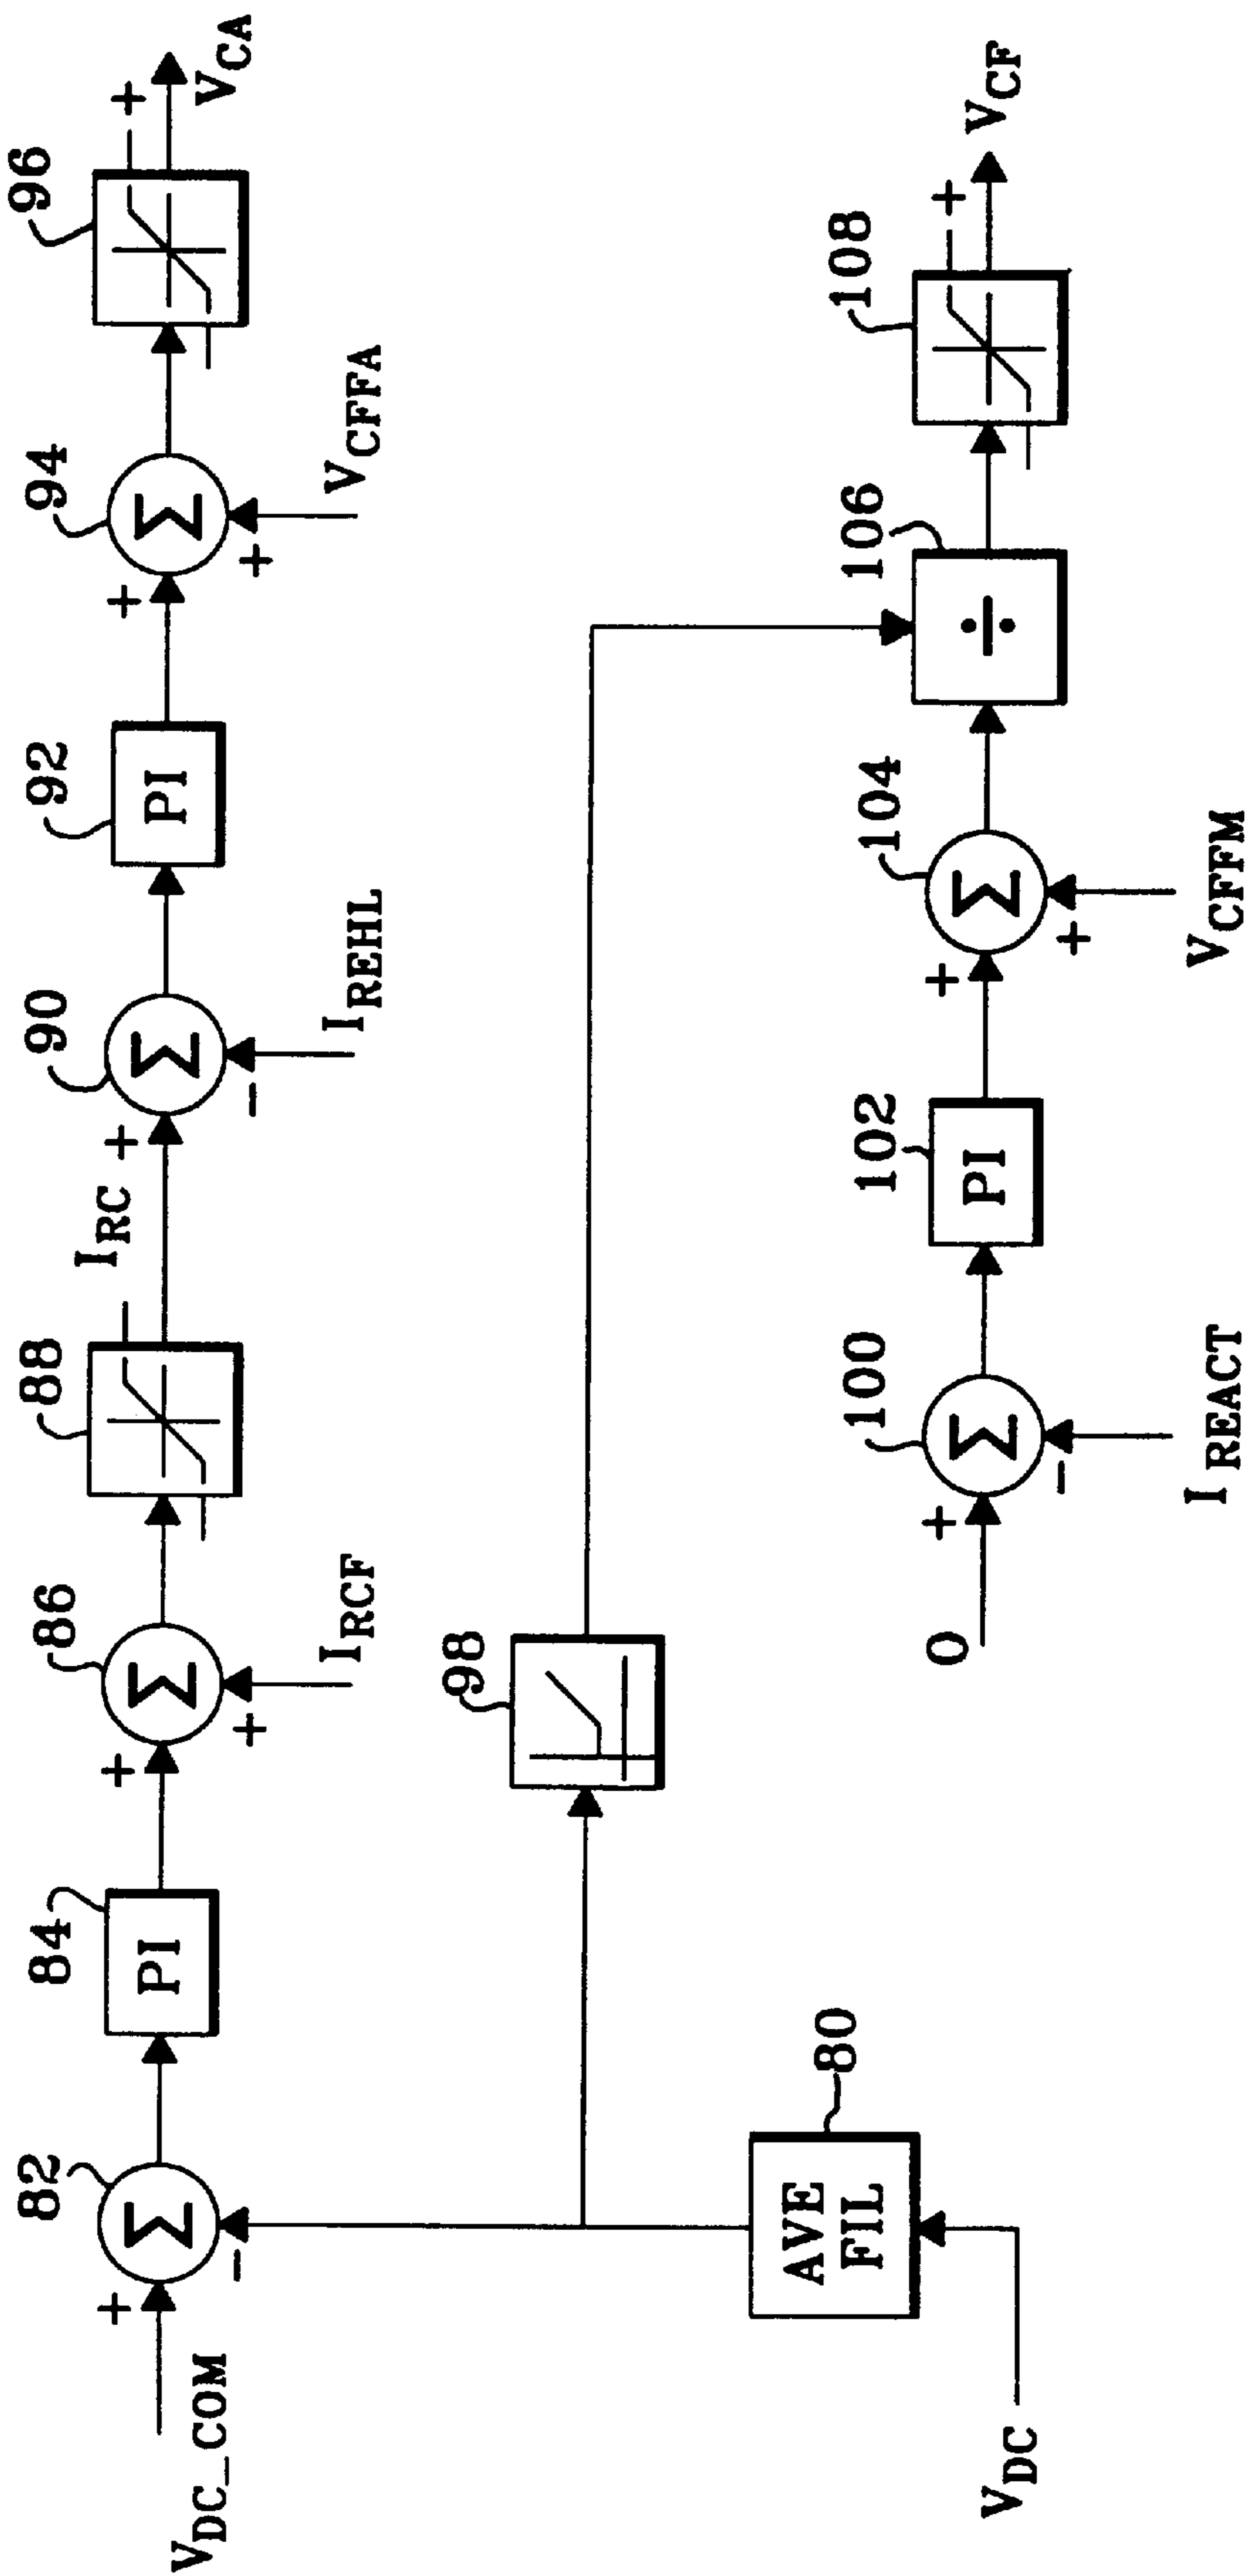 82
84
86
88
90
92
94
96
V_DC_COM
+
Σ
-
PI
+
Σ
+
I_RCF
I_RC
+
Σ
-
I_REHL
PI
+
Σ
+
V_CFFA
+
V_CA
98
V_DC
AVE
FIL
80
0
+
Σ
-
I_REACT
100
PI
102
+
Σ
+
V_CFFM
104
÷
106
108
+
V_CF